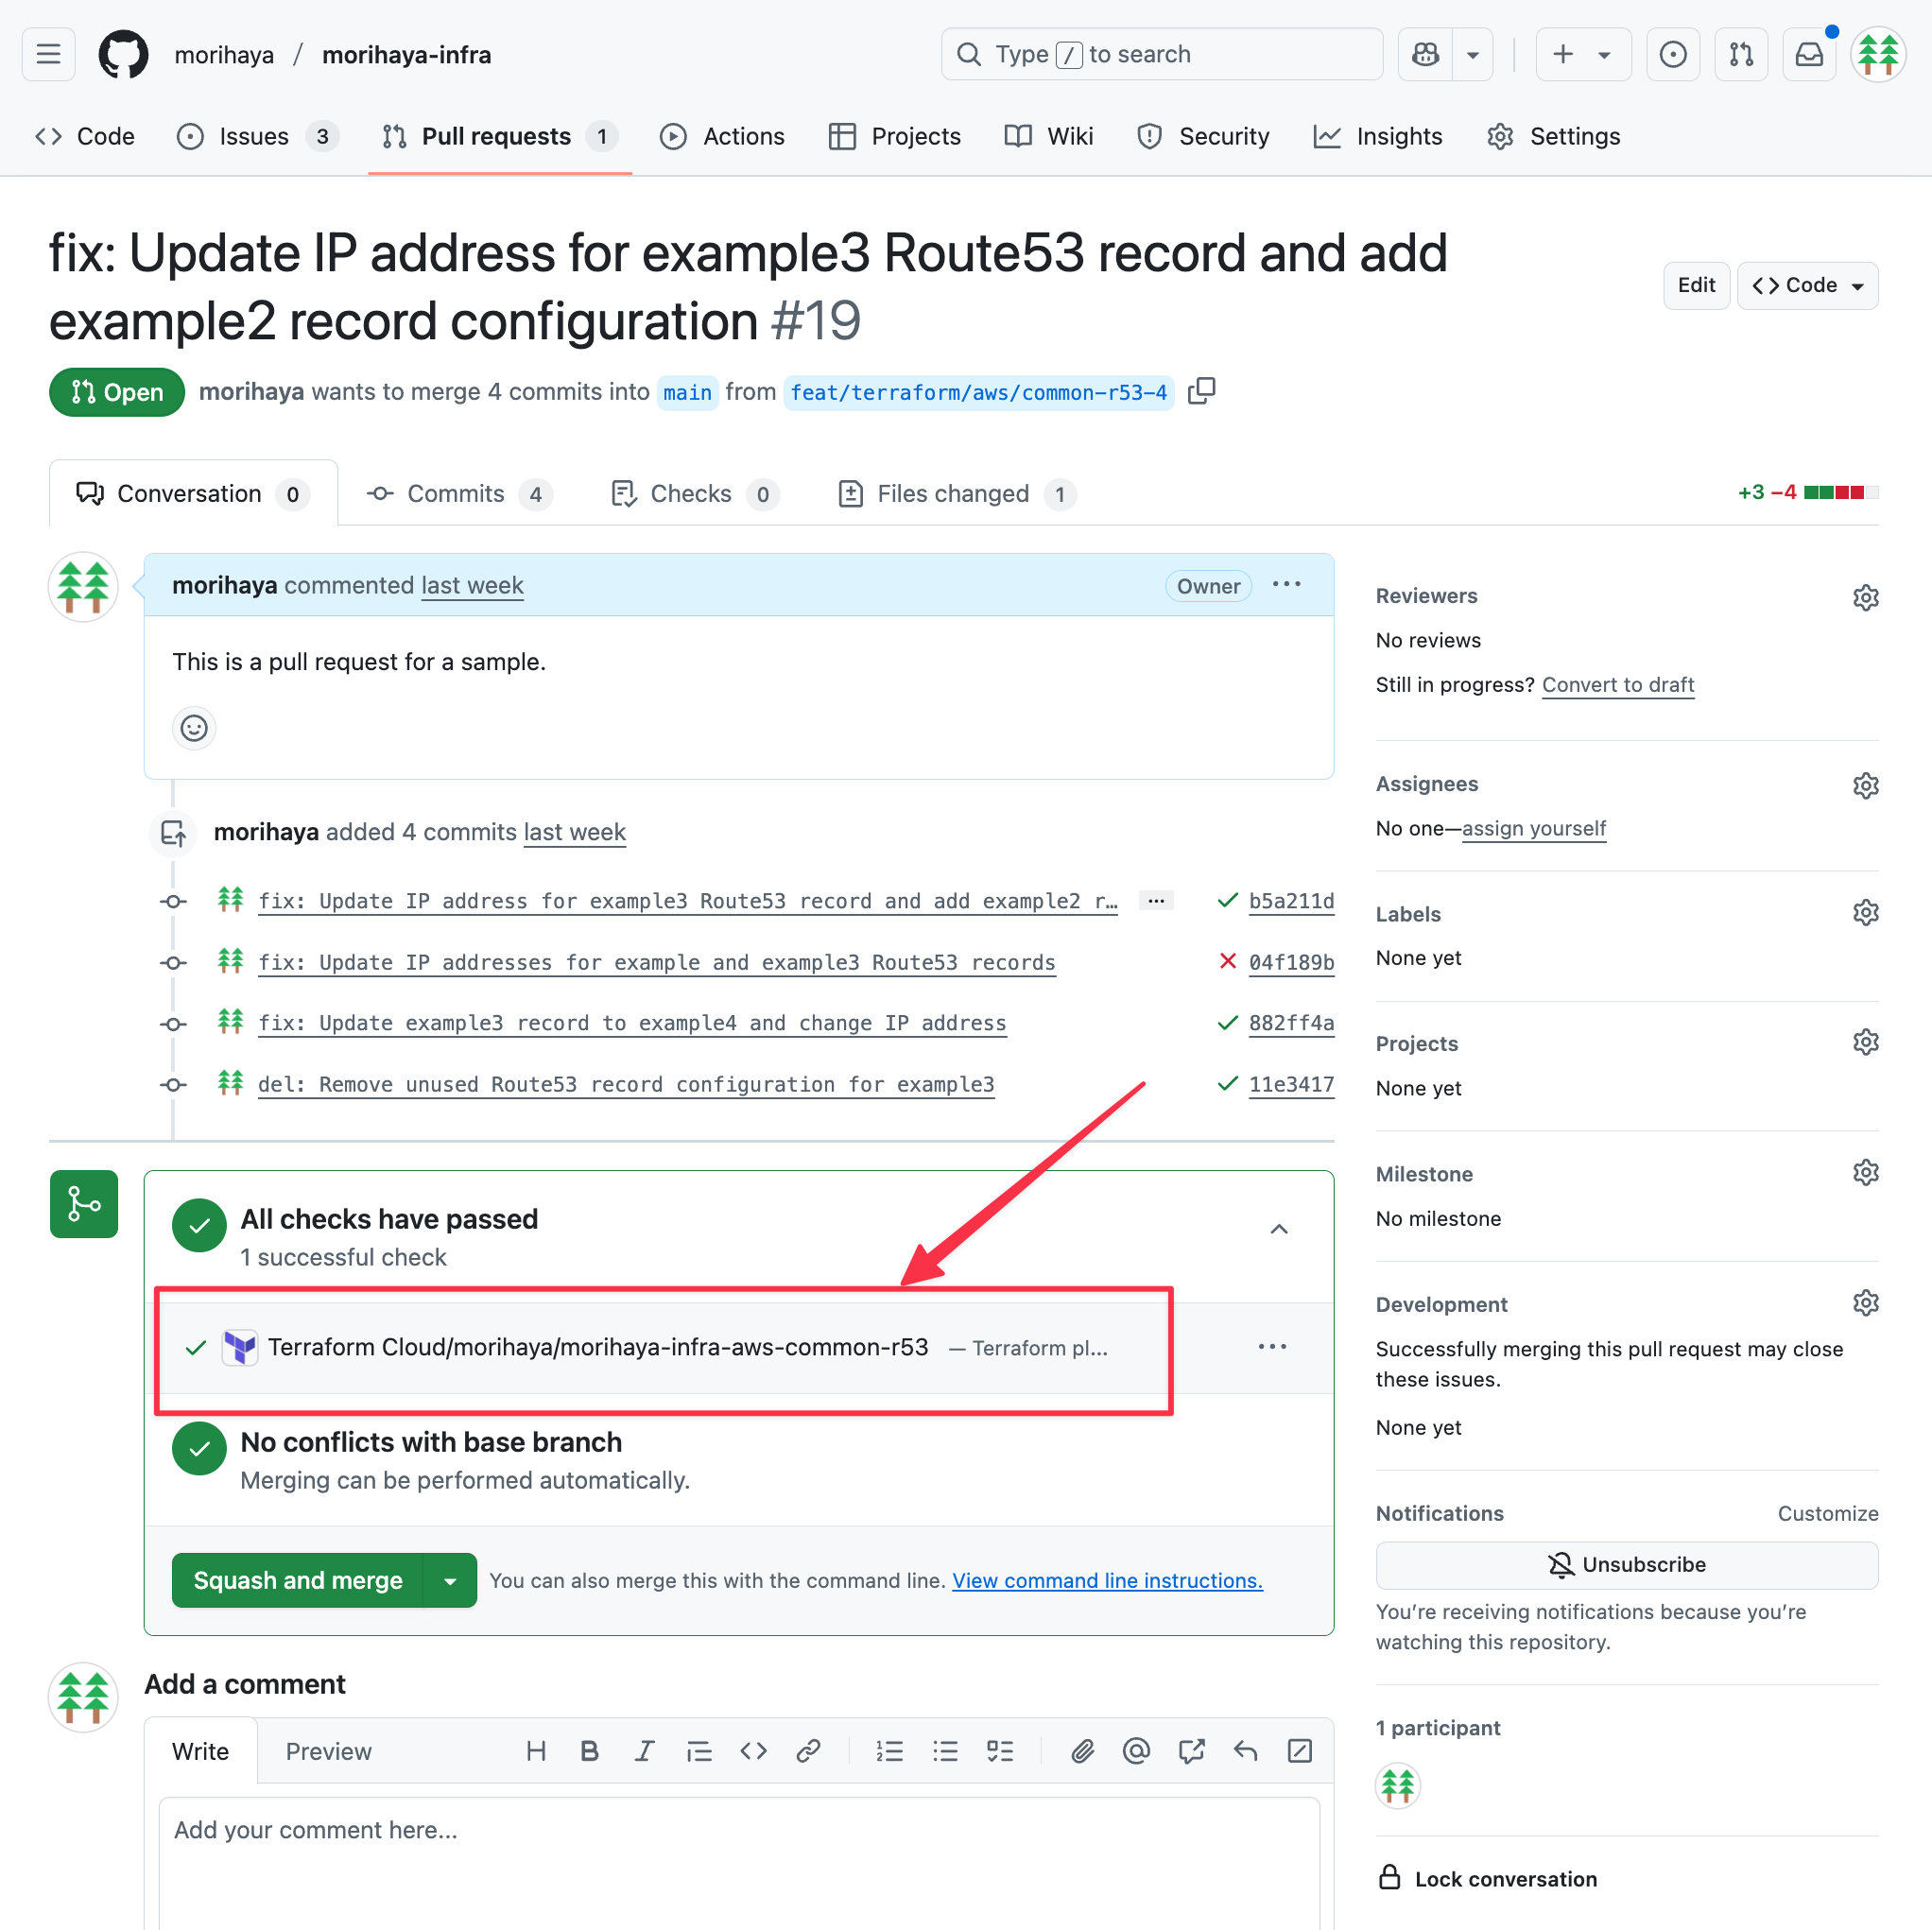 morihaya / morihaya-infra
Type / to search
Code
Issues 3
Pull requests 1
Actions
Projects
Wiki
Security
Insights
Settings
fix: Update IP address for example3 Route53 record and add
example2 record configuration #19
Edit
Code
Open
morihaya wants to merge 4 commits into main from feat/terraform/aws/common-r53-4
Conversation 0
Commits 4
Checks 0
Files changed 1
+3 −4
morihaya commented last week
Owner
This is a pull request for a sample.
morihaya added 4 commits last week
fix: Update IP address for example3 Route53 record and add example2 r… … b5a211d
fix: Update IP addresses for example and example3 Route53 records 04f189b
fix: Update example3 record to example4 and change IP address 882ff4a
del: Remove unused Route53 record configuration for example3 11e3417
All checks have passed
1 successful check
Terraform Cloud/morihaya/morihaya-infra-aws-common-r53 — Terraform pl...
No conflicts with base branch
Merging can be performed automatically.
Squash and merge
You can also merge this with the command line. View command line instructions.
Add a comment
Write
Preview
Add your comment here...
Reviewers
No reviews
Still in progress? Convert to draft
Assignees
No one—assign yourself
Labels
None yet
Projects
None yet
Milestone
No milestone
Development
Successfully merging this pull request may close
these issues.
None yet
Notifications
Customize
Unsubscribe
You’re receiving notifications because you’re
watching this repository.
1 participant
Lock conversation